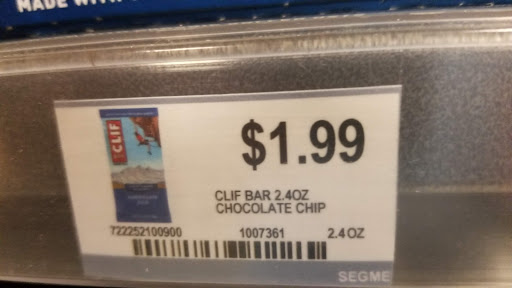 MADE WITH
CLIF
$1.99
CLIF BAR 2.4OZ
CHOCOLATE CHIP
722252100900 1007361 2.4 OZ
SEGME